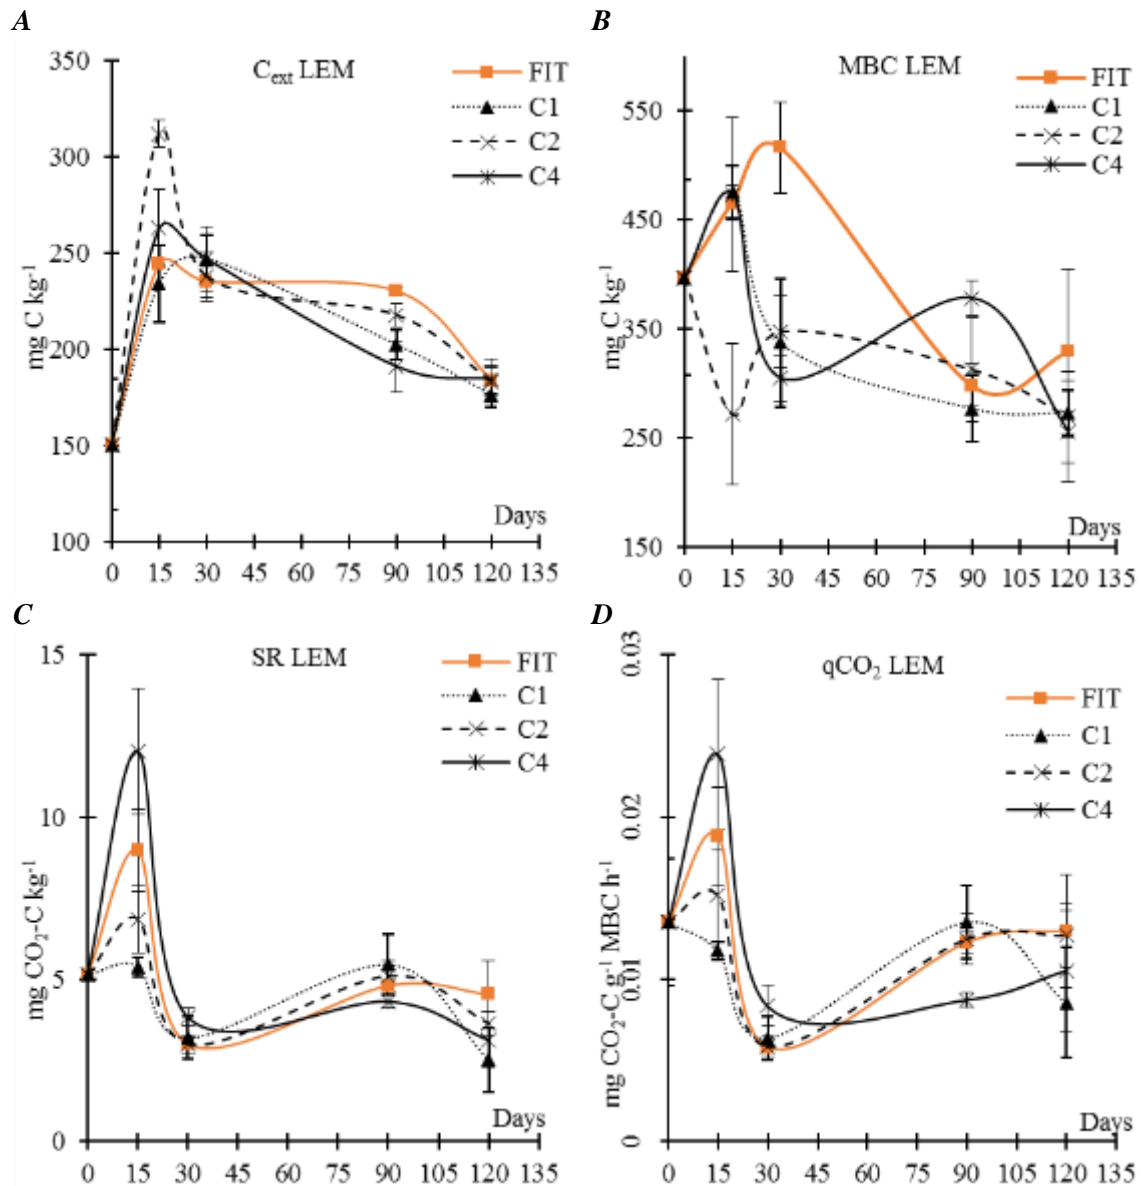 A
C_ext LEM
FIT
C1
C2
C4
350
300
250
200
150
100
mg C kg⁻¹
Days
0 15 30 45 60 75 90 105 120 135
B
MBC LEM
FIT
C1
C2
C4
550
450
350
250
150
mg C kg⁻¹
Days
0 15 30 45 60 75 90 105 120 135
C
SR LEM
FIT
C1
C2
C4
15
10
5
0
mg CO₂-C kg⁻¹
Days
0 15 30 45 60 75 90 105 120 135
D
qCO₂ LEM
FIT
C1
C2
C4
0.03
0.02
0.01
0
mg CO₂-C g⁻¹ MBC h⁻¹
Days
0 15 30 45 60 75 90 105 120 135